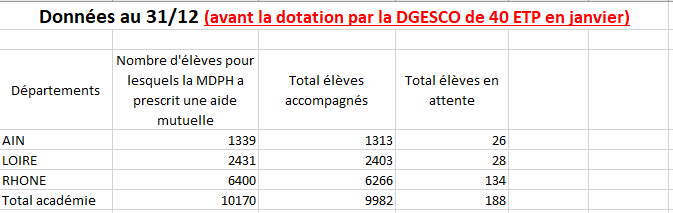 Données au 31/12 (avant la dotation par la DGESCO de 40 ETP en janvier)
Départements
Nombre d'élèves pour
lesquels la MDPH a
prescrit une aide
mutuelle
Total élèves
accompagnés
Total élèves en
attente
AIN 1339 1313 26
LOIRE 2431 2403 28
RHONE 6400 6266 134
Total académie 10170 9982 188